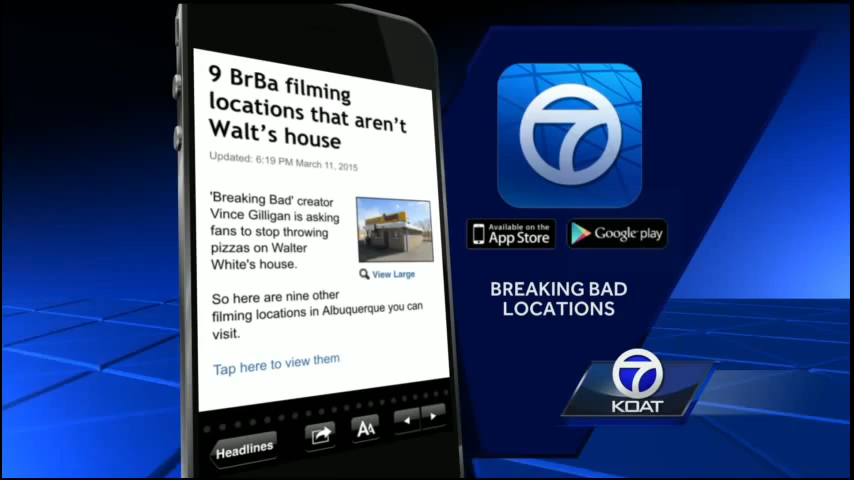 9 BrBa filming
locations that aren't
Walt's house
Updated: 6:19 PM March 11, 2015
'Breaking Bad' creator
Vince Gilligan is asking
fans to stop throwing
pizzas on Walter
White's house.
View Large
So here are nine other
filming locations in Albuquerque you can
visit.
Tap here to view them
Headlines
AA
7
Available on the
App Store
Google play
BREAKING BAD
LOCATIONS
7
KOAT